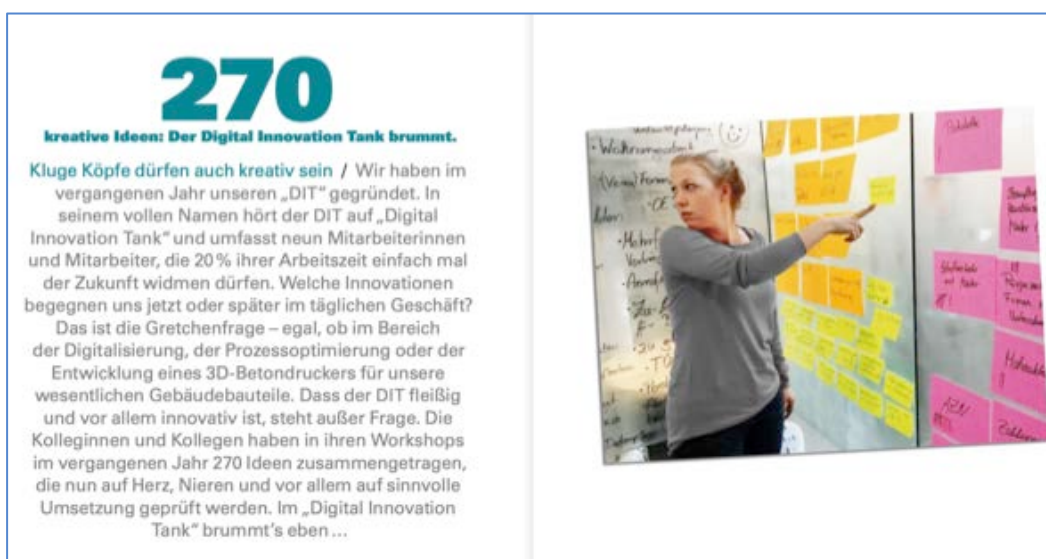 270
kreative Ideen: Der Digital Innovation Tank brummt.
Kluge Köpfe dürfen auch kreativ sein / Wir haben im
vergangenen Jahr unseren „DIT“ gegründet. In
seinem vollen Namen hört der DIT auf „Digital
Innovation Tank“ und umfasst neun Mitarbeiterinnen
und Mitarbeiter, die 20 % ihrer Arbeitszeit einfach mal
der Zukunft widmen dürfen. Welche Innovationen
begegnen uns jetzt oder später im täglichen Geschäft?
Das ist die Gretchenfrage – egal, ob im Bereich
der Digitalisierung, der Prozessoptimierung oder der
Entwicklung eines 3D-Betondruckers für unsere
wesentlichen Gebäudebauteile. Dass der DIT fleißig
und vor allem innovativ ist, steht außer Frage. Die
Kolleginnen und Kollegen haben in ihren Workshops
im vergangenen Jahr 270 Ideen zusammengetragen,
die nun auf Herz, Nieren und vor allem auf sinnvolle
Umsetzung geprüft werden. Im „Digital Innovation
Tank“ brummt’s eben ...